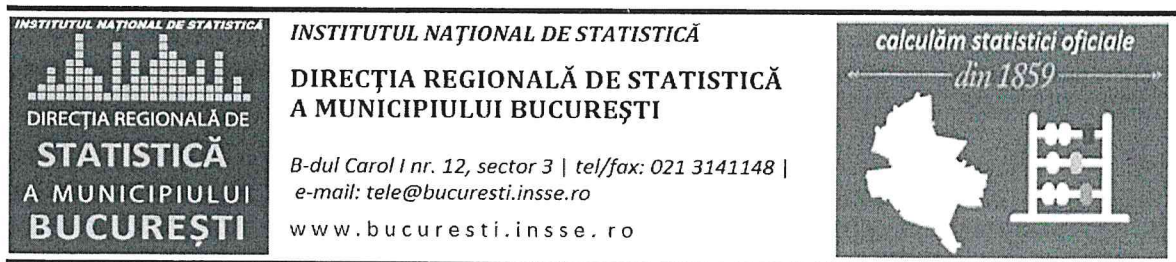 INSTITUTUL NAȚIONAL DE STATISTICĂ
DIRECȚIA REGIONALĂ DE
STATISTICĂ
A MUNICIPIULUI
BUCUREȘTI
INSTITUTUL NAȚIONAL DE STATISTICĂ
DIRECȚIA REGIONALĂ DE STATISTICĂ
A MUNICIPIULUI BUCUREȘTI
B-dul Carol I nr. 12, sector 3 | tel/fax: 021 3141148 |
e-mail: tele@bucuresti.insse.ro
www.bucuresti.insse.ro
calculăm statistici oficiale
din 1859